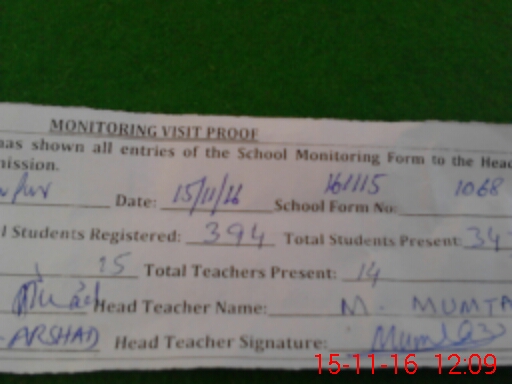 MONITORING VISIT PROOF
has shown all entries of the School Monitoring Form to the Head
mission.
Date: 15/11/16 School Form No: 161115 1068
l Students Registered: 394 Total Students Present: 34
15 Total Teachers Present: 14
Head Teacher Name: M. MUMTA
ARSHAD Head Teacher Signature:
15-11-16 12:09